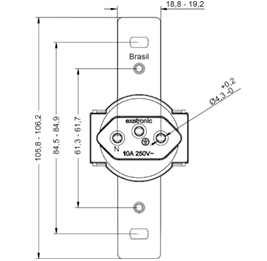 18,8 - 19,2
Brasil
+0,2
Ø4,3 -0
exatronic
N
10A 250V~
105,8 - 106,2
84,5 - 84,9
61,3 - 61,7